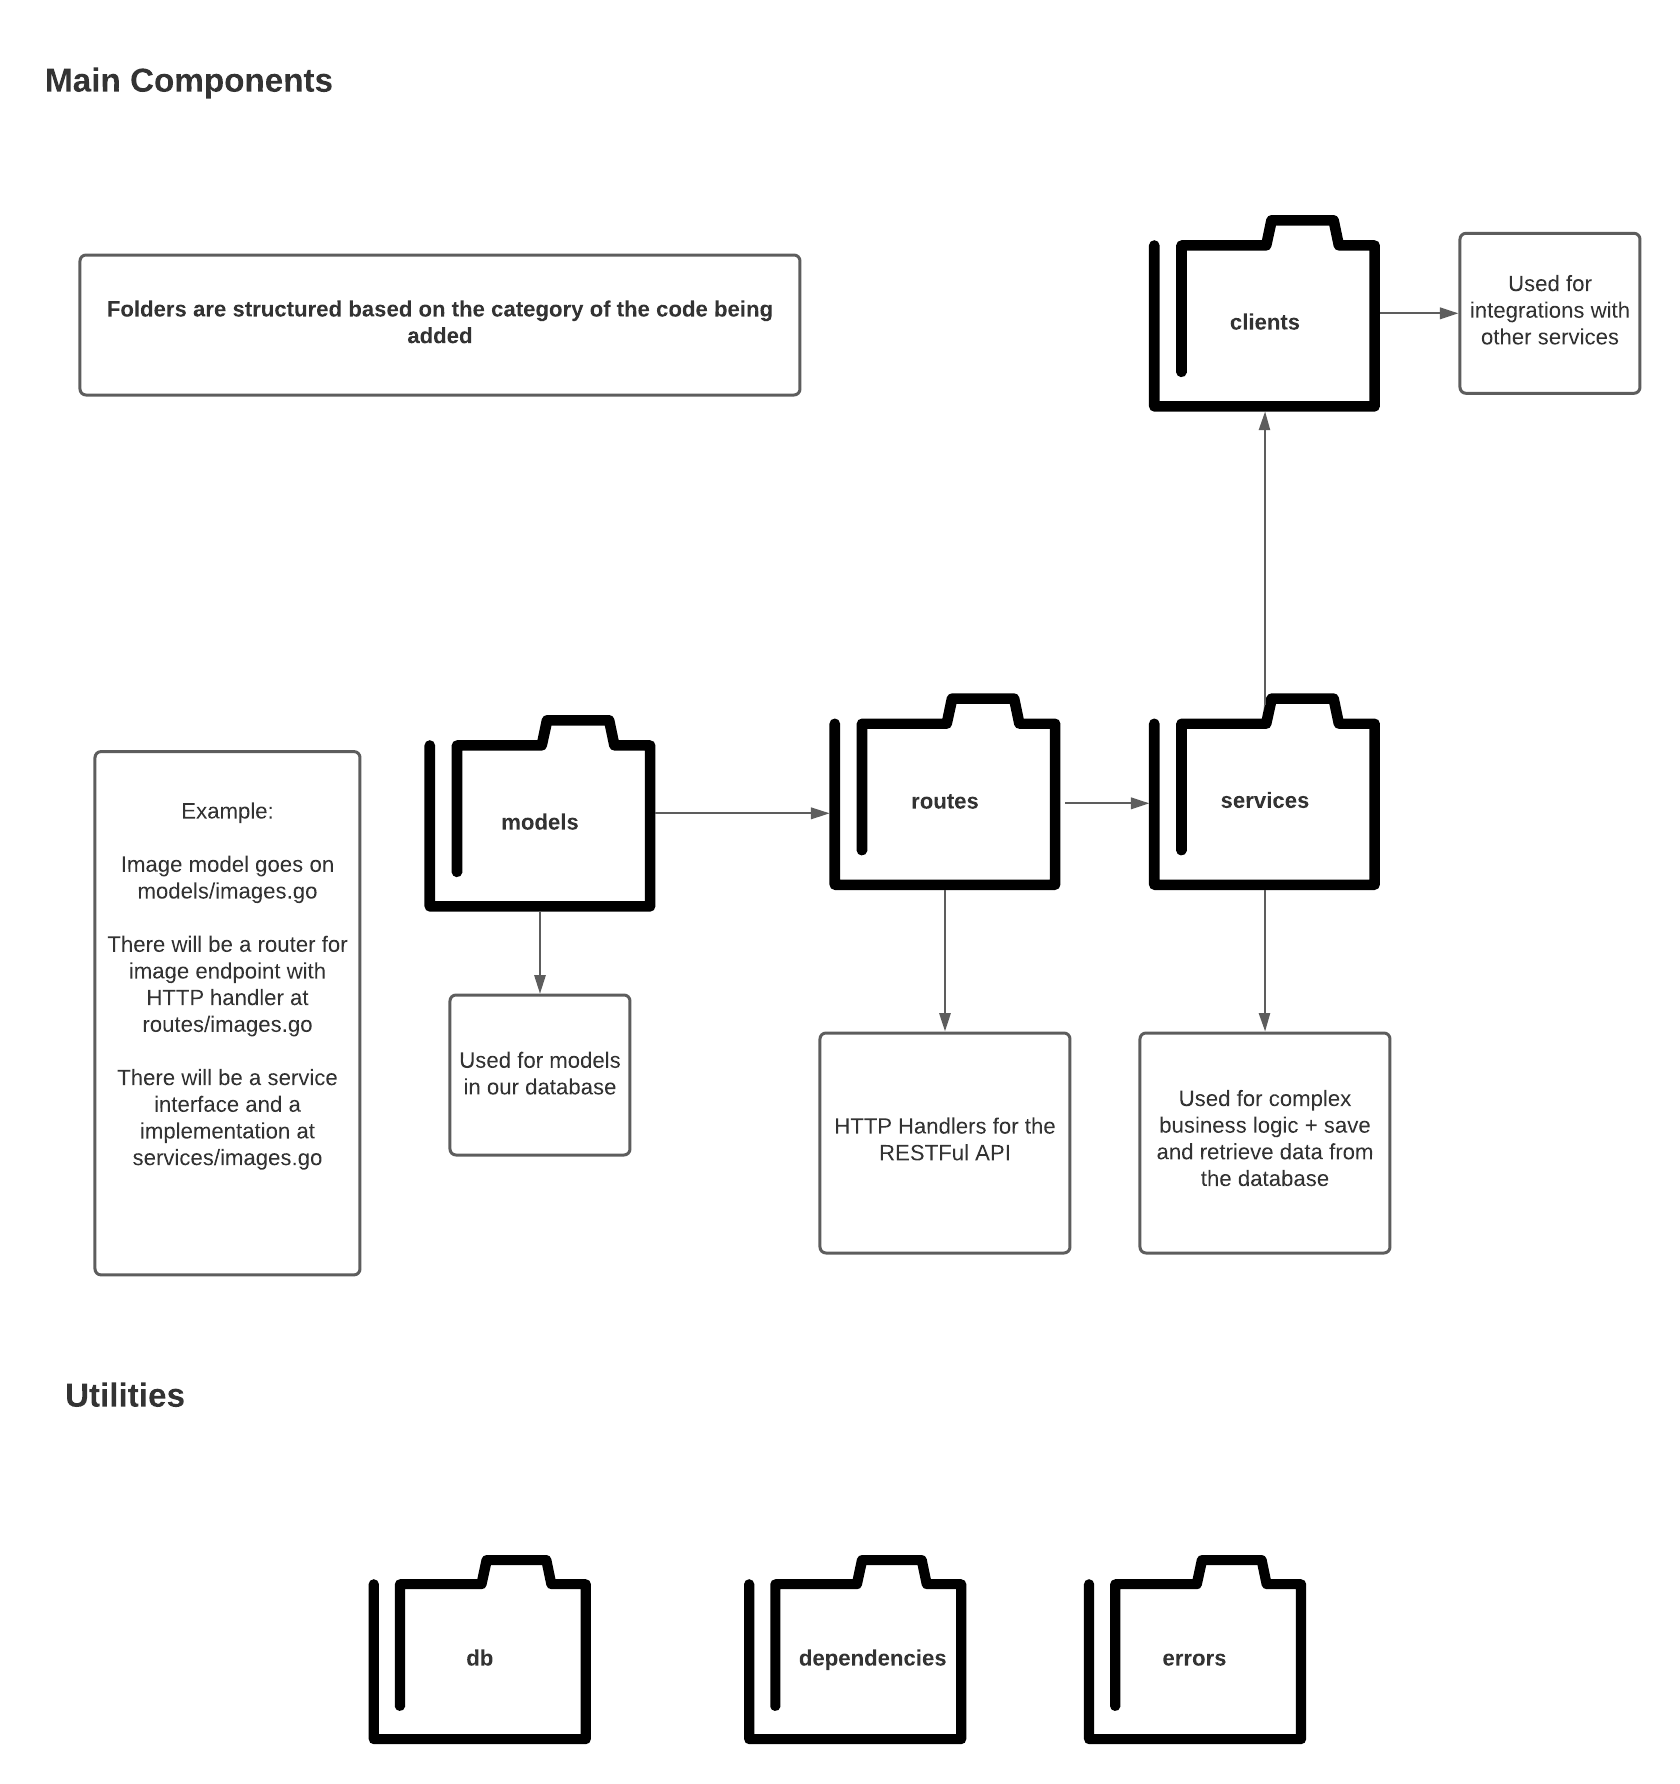 Main Components
Folders are structured based on the category of the code being
added
clients
Used for
integrations with
other services
Example:
Image model goes on
models/images.go
There will be a router for
image endpoint with
HTTP handler at
routes/images.go
There will be a service
interface and a
implementation at
services/images.go
models
routes
services
Used for models
in our database
HTTP Handlers for the
RESTFul API
Used for complex
business logic + save
and retrieve data from
the database
Utilities
db
dependencies
errors